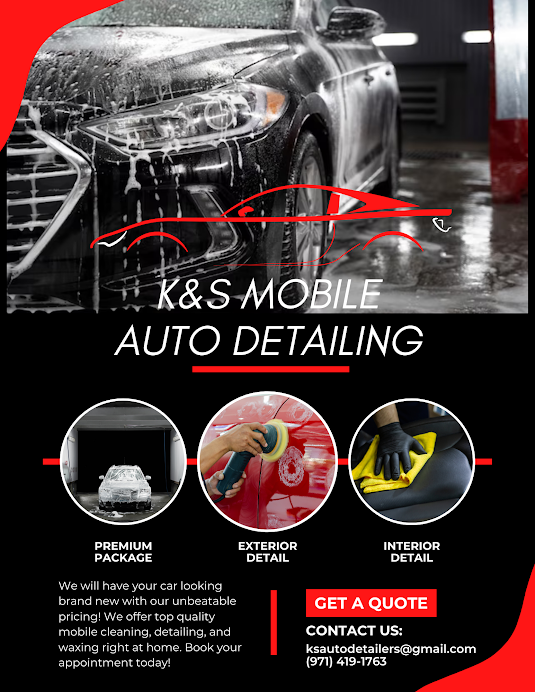 K&S MOBILE
AUTO DETAILING
PREMIUM
PACKAGE
EXTERIOR
DETAIL
INTERIOR
DETAIL
We will have your car looking
brand new with our unbeatable
pricing! We offer top quality
mobile cleaning, detailing, and
waxing right at home. Book your
appointment today!
GET A QUOTE
CONTACT US:
ksautodetailers@gmail.com
(971) 419-1763